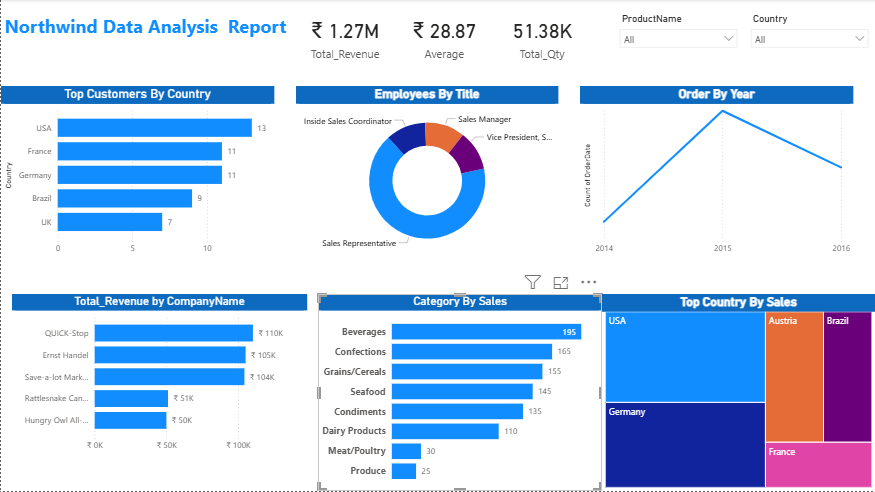 Northwind Data Analysis  Report
₹ 1.27M
Total_Revenue
₹ 28.87
Average
51.38K
Total_Qty
ProductName
All
Country
All
Top Customers By Country
Country
USA
13
France
11
Germany
11
Brazil
9
UK
7
0
5
10
Employees By Title
Inside Sales Coordinator
Sales Manager
Vice President, S...
Sales Representative
Order By Year
Count of OrderDate
2014
2015
2016
Total_Revenue by CompanyName
QUICK-Stop
₹ 110K
Ernst Handel
₹ 105K
Save-a-lot Mark...
₹ 104K
Rattlesnake Can...
₹ 51K
Hungry Owl All-...
₹ 50K
₹ 0K
₹ 50K
₹ 100K
Category By Sales
Beverages
195
Confections
165
Grains/Cereals
155
Seafood
145
Condiments
135
Dairy Products
110
Meat/Poultry
30
Produce
25
Top Country By Sales
USA
Germany
Austria
Brazil
France